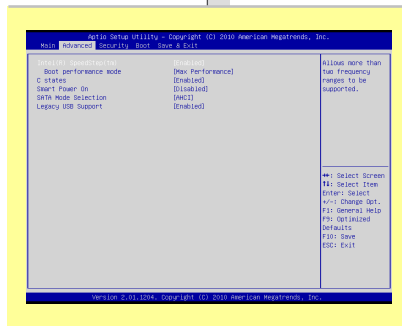 Aptio Setup Utility - Copyright (C) 2010 American Megatrends, Inc.
Main Advanced Security Boot Save & Exit
Intel(R) SpeedStep(tm) [Enabled]
Boot performance mode [Max Performance]
C states [Enabled]
Smart Power On [Disabled]
SATA Mode Selection [AHCI]
Legacy USB Support [Enabled]
Allows more than
two frequency
ranges to be
supported.
↔: Select Screen
↑↓: Select Item
Enter: Select
+/-: Change Opt.
F1: General Help
F9: Optimized
Defaults
F10: Save
ESC: Exit
Version 2.01.1204. Copyright (C) 2010 American Megatrends, Inc.